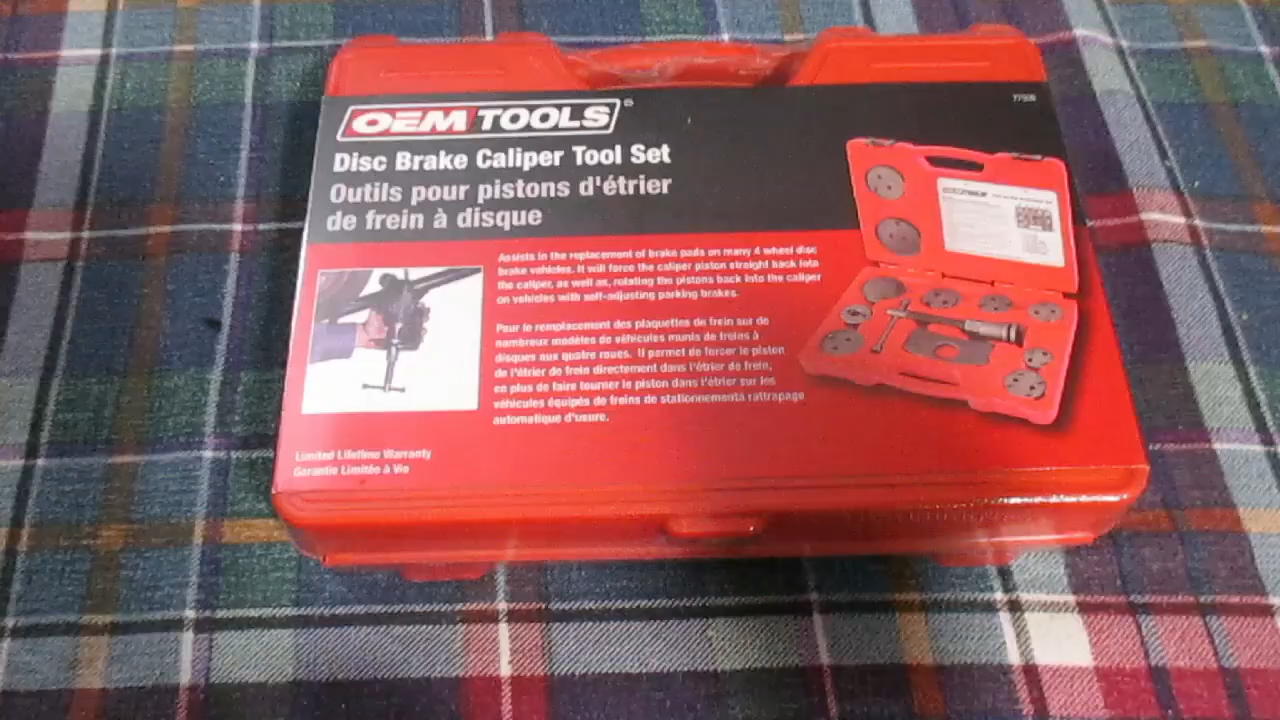 OEMTOOLS®
Disc Brake Caliper Tool Set
Outils pour pistons d'étrier
de frein à disque
Assists in the replacement of brake pads on many 4 wheel disc
brake vehicles. It will force the caliper piston straight back into
the caliper, as well as, rotating the pistons back into the caliper
on vehicles with self-adjusting parking brakes.
Pour le remplacement des plaquettes de frein sur de
nombreux modèles de véhicules munis de freins à
disques aux quatre roues. Il permet de forcer le piston
de l'étrier de frein directement dans l'étrier de frein,
en plus de faire tourner le piston dans l'étrier sur les
véhicules équipés de freins de stationnementà rattrapage
automatique d'usure.
Limited Lifetime Warranty
Garantie Limitée à Vie